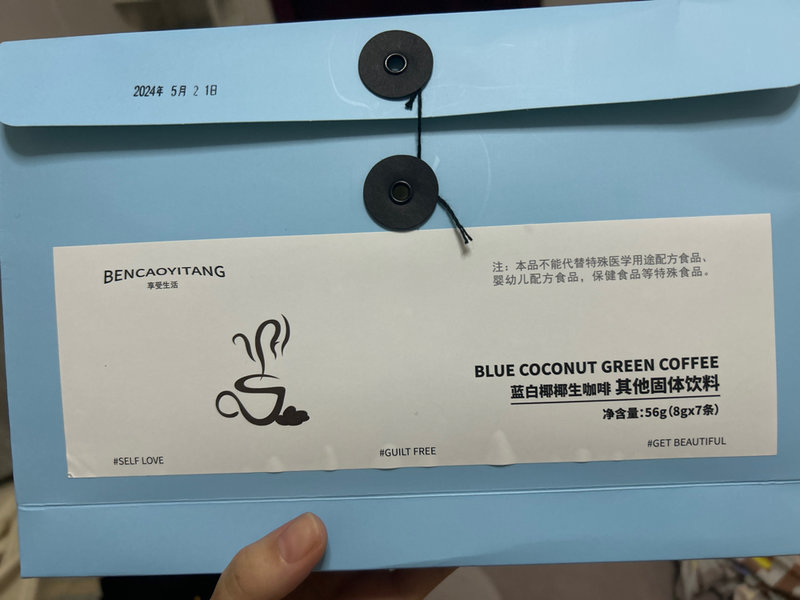 2024年 5月 21日
BENCAOYITANG
享受生活
注：本品不能代替特殊医学用途配方食品、
婴幼儿配方食品，保健食品等特殊食品。
BLUE COCONUT GREEN COFFEE
蓝白椰椰生咖啡 其他固体饮料
净含量：56g（8gx7条）
#SELF LOVE
#GUILT FREE
#GET BEAUTIFUL